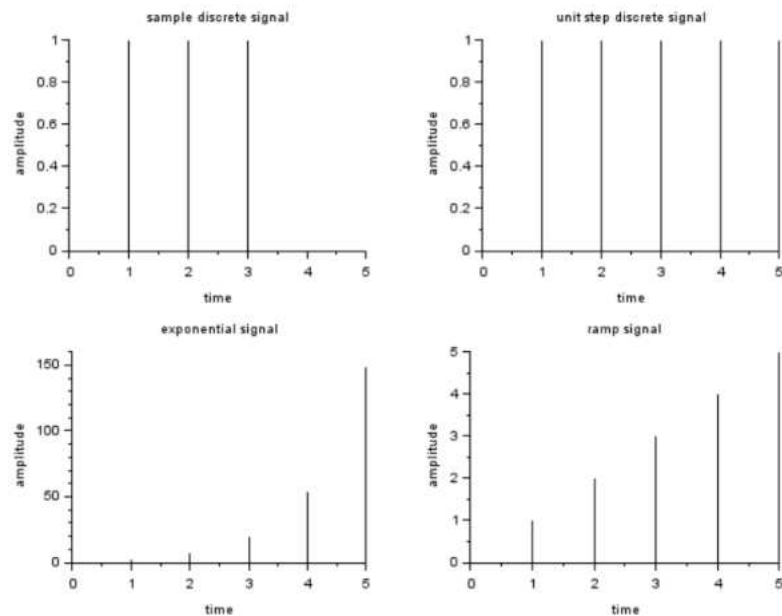 sample discrete signal
1
0.8
0.6
0.4
0.2
0
amplitude
0 1 2 3 4 5
time
unit step discrete signal
1
0.8
0.6
0.4
0.2
0
amplitude
0 1 2 3 4 5
time
exponential signal
150
100
50
0
amplitude
0 1 2 3 4 5
time
ramp signal
5
4
3
2
1
0
amplitude
0 1 2 3 4 5
time